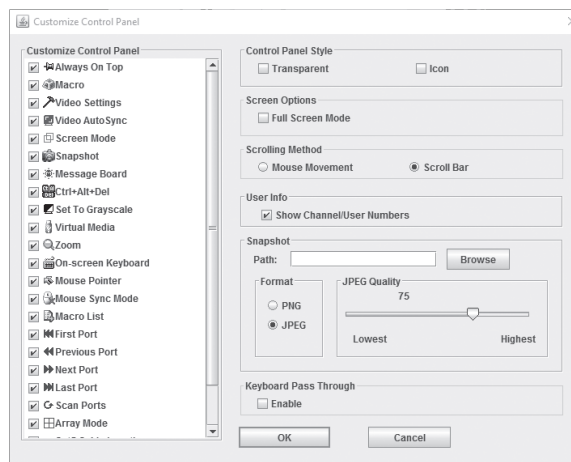 Customize Control Panel
Customize Control Panel
Always On Top
Macro
Video Settings
Video AutoSync
Screen Mode
Snapshot
Message Board
Ctrl+Alt+Del
Set To Grayscale
Virtual Media
Zoom
On-screen Keyboard
Mouse Pointer
Mouse Sync Mode
Macro List
First Port
Previous Port
Next Port
Last Port
Scan Ports
Array Mode
Control Panel Style
Transparent
Icon
Screen Options
Full Screen Mode
Scrolling Method
Mouse Movement
Scroll Bar
User Info
Show Channel/User Numbers
Snapshot
Path:
Browse
Format
PNG
JPEG
JPEG Quality
75
Lowest
Highest
Keyboard Pass Through
Enable
OK
Cancel